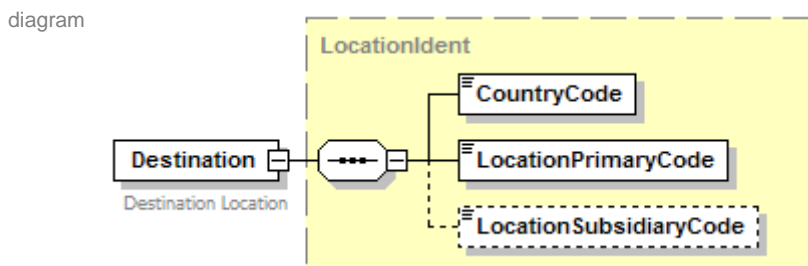 diagram
LocationIdent
CountryCode
Destination
LocationPrimaryCode
Destination Location
LocationSubsidiaryCode